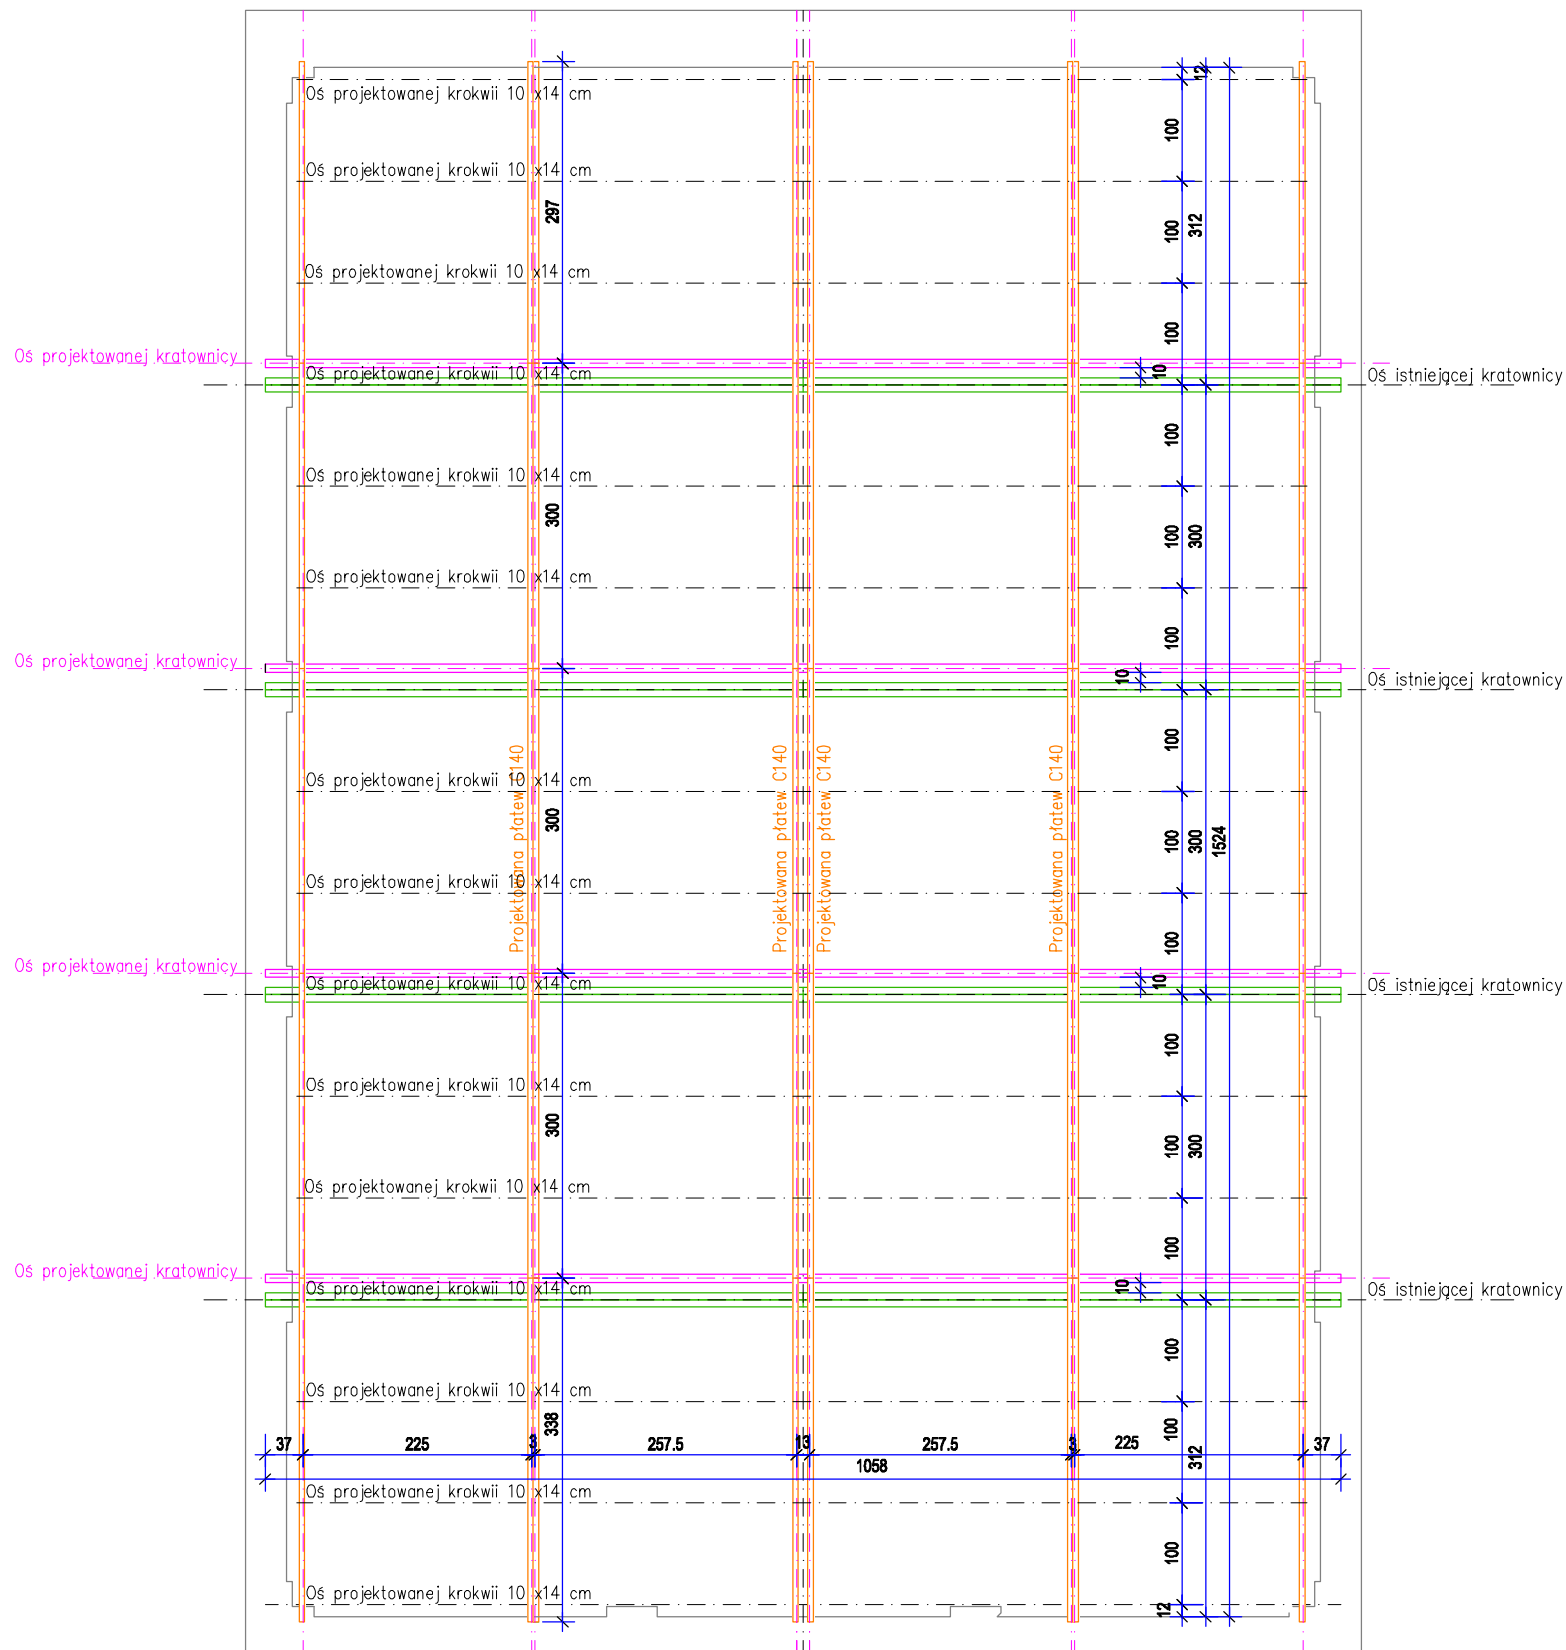 12
Oś projektowanej krokwii 10 x14 cm
100
Oś projektowanej krokwii 10 x14 cm
297
100
312
Oś projektowanej krokwii 10 x14 cm
100
Oś projektowanej kratownicy
Oś projektowanej krokwii 10 x14 cm
10
Oś istniejącej kratownicy
100
Oś projektowanej krokwii 10 x14 cm
300
100
300
Oś projektowanej krokwii 10 x14 cm
100
Oś projektowanej kratownicy
10
Oś istniejącej kratownicy
100
Projektowana płatew C140
Projektowana płatew C140
Projektowana płatew C140
Projektowana płatew C140
Oś projektowanej krokwii 10 x14 cm
300
100
300
1524
Oś projektowanej krokwii 10 x14 cm
100
Oś projektowanej kratownicy
Oś projektowanej krokwii 10 x14 cm
10
Oś istniejącej kratownicy
100
Oś projektowanej krokwii 10 x14 cm
300
100
300
Oś projektowanej krokwii 10 x14 cm
100
Oś projektowanej kratownicy
Oś projektowanej krokwii 10 x14 cm
10
Oś istniejącej kratownicy
100
Oś projektowanej krokwii 10 x14 cm
338
100
37 225 3 257.5 13 257.5 3 225 37
312
1058
Oś projektowanej krokwii 10 x14 cm
100
Oś projektowanej krokwii 10 x14 cm
12